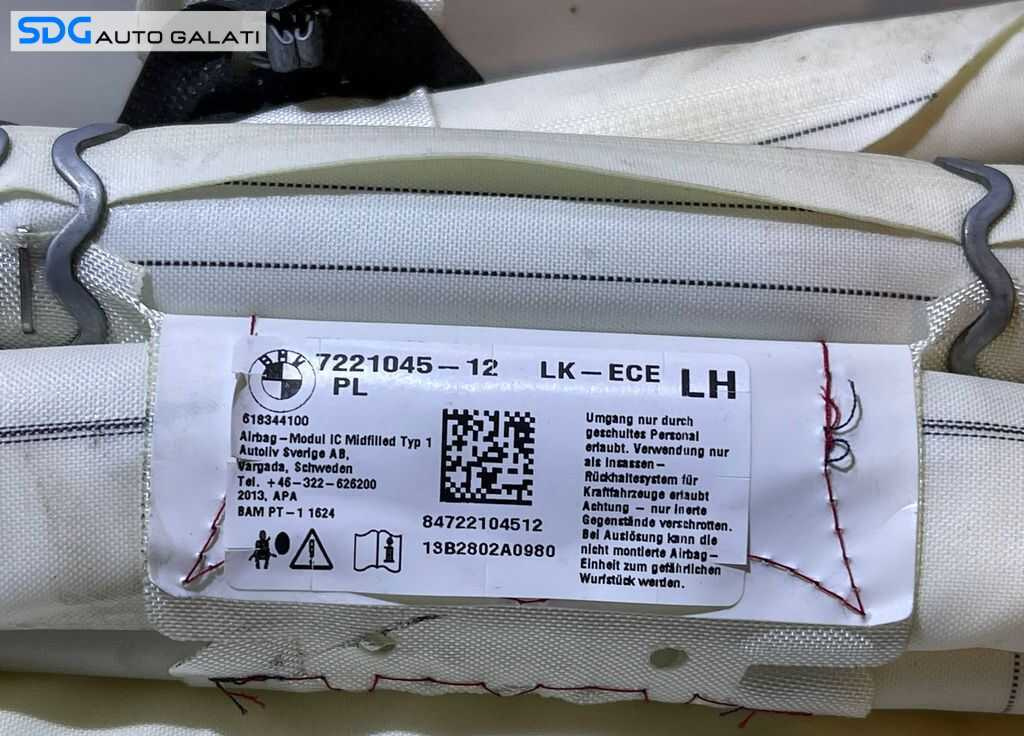 SDG AUTO GALATI
BMW
7221045-12 LK-ECE LH
PL
618344100
Airbag-Modul IC Midfilled Typ 1
Autoliv Sverige AB,
Vargada, Schweden
Tel. +46-322-626200
2013, APA
BAM PT-1 1624
84722104512
13B2802A0980
Umgang nur durch
geschultes Personal
erlaubt. Verwendung nur
als Insassen-
Rückhaltesystem für
Kraftfahrzeuge erlaubt
Achtung - nur inerte
Gegenstände verschrotten.
Bei Auslösung kann die
nicht montierte Airbag-
Einheit zum gefährlichen
Wurfstück werden.